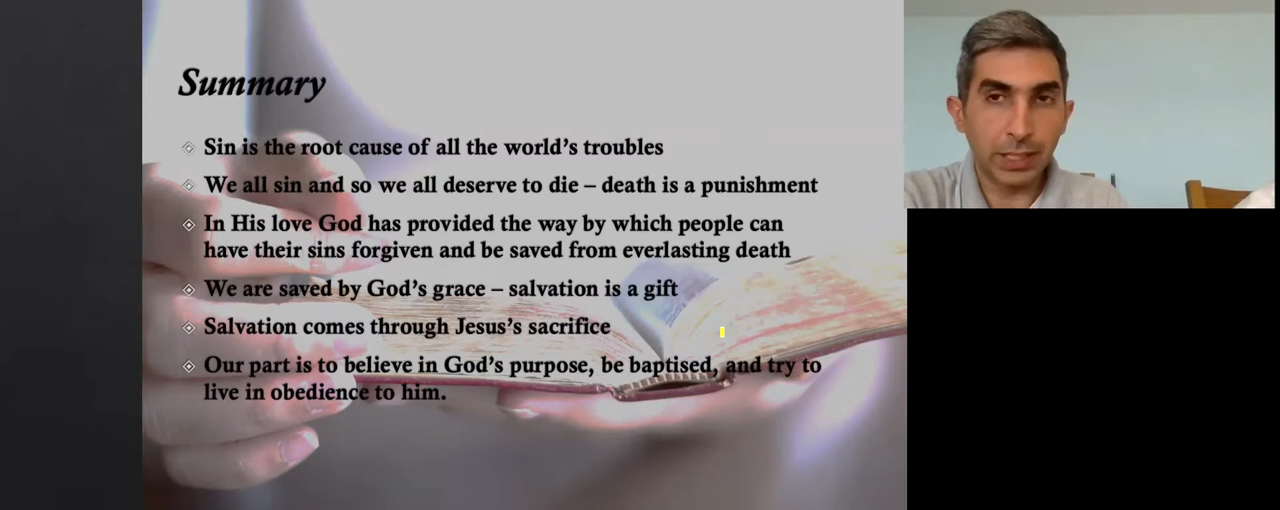 Summary
Sin is the root cause of all the world's troubles
We all sin and so we all deserve to die – death is a punishment
In His love God has provided the way by which people can
have their sins forgiven and be saved from everlasting death
We are saved by God's grace – salvation is a gift
Salvation comes through Jesus's sacrifice
Our part is to believe in God's purpose, be baptised, and try to
live in obedience to him.